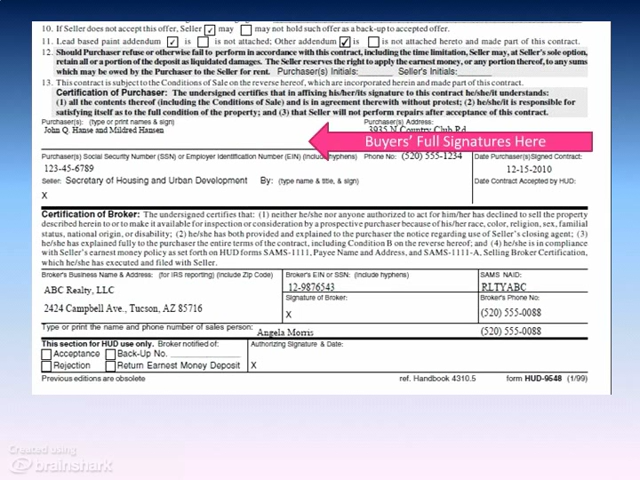 10. If Seller does not accept this offer, Seller ☑ may ☐ may not hold such offer as a back-up to accepted offer.
11. Lead based paint addendum ☑ is ☐ is not attached; Other addendum ☑ is ☐ is not attached hereto and made part of this contract.
12. Should Purchaser refuse or otherwise fail to perform in accordance with this contract, including the time limitation, Seller may, at Seller's sole option,
retain all or a portion of the deposit as liquidated damages. The Seller reserves the right to apply the earnest money, or any portion thereof, to any sums
which may be owed by the Purchaser to the Seller for rent. Purchaser(s) Initials: Seller's Initials:
13. This contract is subject to the Conditions of Sale on the reverse hereof, which are incorporated herein and made part of this contract.
Certification of Purchaser: The undersigned certifies that in affixing his/her/its signature to this contract he/she/it understands:
(1) all the contents thereof (including the Conditions of Sale) and is in agreement therewith without protest; (2) he/she/it is responsible for
satisfying itself as to the full condition of the property; and (3) that Seller will not perform repairs after acceptance of this contract.
Purchaser(s): (type or print names & sign) Purchaser(s) Address:
John Q. Hanse and Mildred Hansen 3935 N Country Club Rd
Buyers' Full Signatures Here
Purchaser(s) Social Security Number (SSN) or Employer Identification Number (EIN) (include hyphens) Phone No: (520) 555-1234 Date Purchaser(s)Signed Contract:
123-45-6789 12-15-2010
Seller: Secretary of Housing and Urban Development By: (type name & title, & sign) Date Contract Accepted by HUD:
X
Certification of Broker: The undersigned certifies that: (1) neither he/she nor anyone authorized to act for him/her has declined to sell the property
described herein to or to make it available for inspection or consideration by a prospective purchaser because of his/her race, color, religion, sex, familial
status, national origin, or disability; (2) he/she has both provided and explained to the purchaser the notice regarding use of Seller's closing agent; (3)
he/she has explained fully to the purchaser the entire terms of the contract, including Condition B on the reverse hereof; and (4) he/she is in compliance
with Seller's earnest money policy as set forth on HUD forms SAMS-1111, Payee Name and Address, and SAMS-1111-A, Selling Broker Certification,
which he/she has executed and filed with Seller.
Broker's Business Name & Address: (for IRS reporting) (include Zip Code) Broker's EIN or SSN: (include hyphens) SAMS NAID:
ABC Realty, LLC 12-9876543 RLTYABC
Signature of Broker: Broker's Phone No:
2424 Campbell Ave., Tucson, AZ 85716 X (520) 555-0088
Type or print the name and phone number of sales person: Angela Morris (520) 555-0088
This section for HUD use only. Broker notified of: Authorizing Signature & Date:
☐ Acceptance ☐ Back-Up No.
☐ Rejection ☐ Return Earnest Money Deposit X
Previous editions are obsolete ref. Handbook 4310.5 form HUD-9548 (1/99)
Created using
brainshark